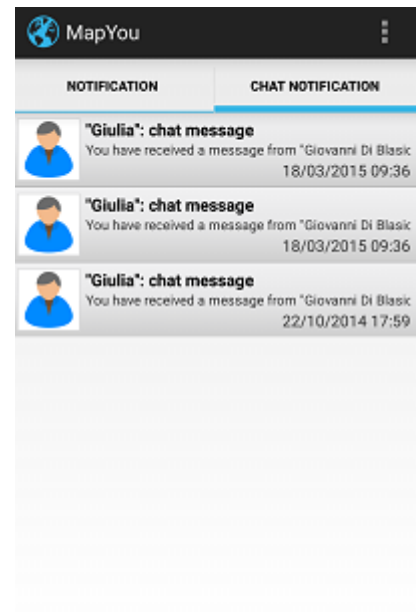 MapYou
NOTIFICATION CHAT NOTIFICATION
"Giulia": chat message
You have received a message from "Giovanni Di Blasic
18/03/2015 09:36
"Giulia": chat message
You have received a message from "Giovanni Di Blasic
18/03/2015 09:36
"Giulia": chat message
You have received a message from "Giovanni Di Blasic
22/10/2014 17:59